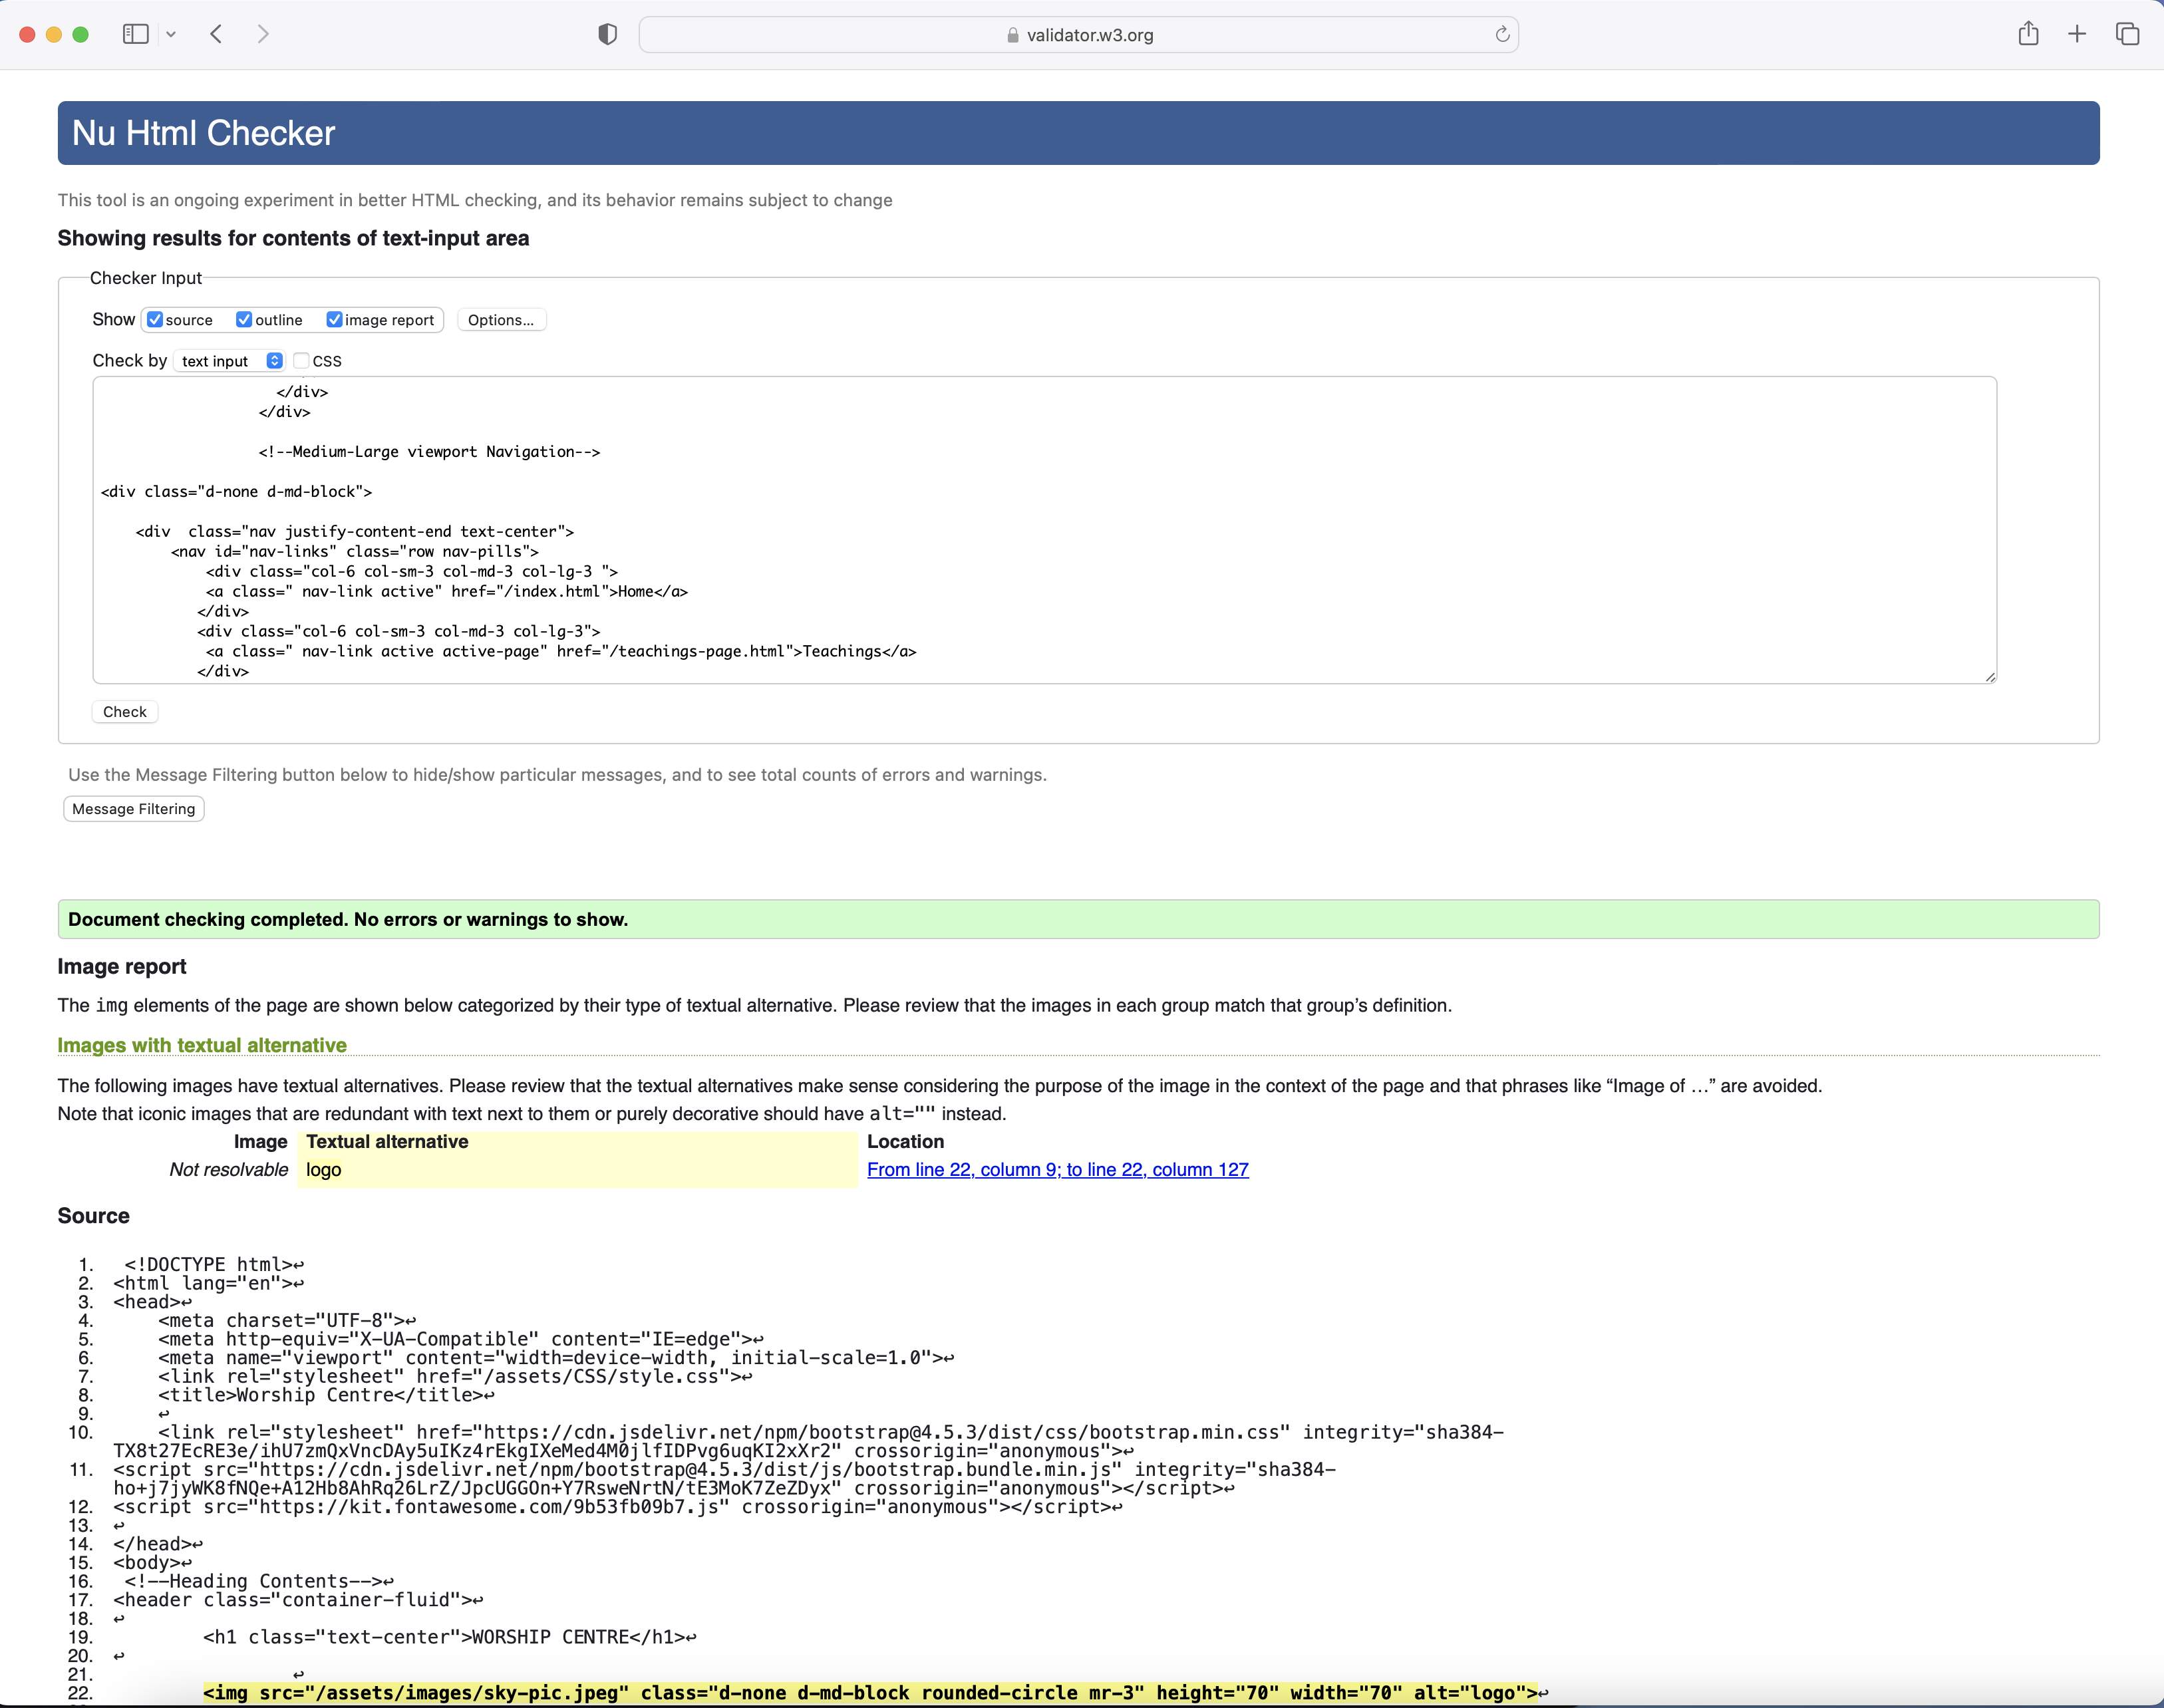 validator.w3.org
Nu Html Checker
This tool is an ongoing experiment in better HTML checking, and its behavior remains subject to change
Showing results for contents of text-input area
Checker Input
Show source outline image report Options...
Check by text input CSS
</div>
</div>
<!--Medium-Large viewport Navigation-->
<div class="d-none d-md-block">
<div  class="nav justify-content-end text-center">
<nav id="nav-links" class="row nav-pills">
<div class="col-6 col-sm-3 col-md-3 col-lg-3 ">
<a class=" nav-link active" href="/index.html">Home</a>
</div>
<div class="col-6 col-sm-3 col-md-3 col-lg-3">
<a class=" nav-link active active-page" href="/teachings-page.html">Teachings</a>
</div>
Check
Use the Message Filtering button below to hide/show particular messages, and to see total counts of errors and warnings.
Message Filtering
Document checking completed. No errors or warnings to show.
Image report
The img elements of the page are shown below categorized by their type of textual alternative. Please review that the images in each group match that group’s definition.
Images with textual alternative
The following images have textual alternatives. Please review that the textual alternatives make sense considering the purpose of the image in the context of the page and that phrases like “Image of …” are avoided.
Note that iconic images that are redundant with text next to them or purely decorative should have alt="" instead.
Image Textual alternative Location
Not resolvable logo From line 22, column 9; to line 22, column 127
Source
1. <!DOCTYPE html>↩
2. <html lang="en">↩
3. <head>↩
4. <meta charset="UTF-8">↩
5. <meta http-equiv="X-UA-Compatible" content="IE=edge">↩
6. <meta name="viewport" content="width=device-width, initial-scale=1.0">↩
7. <link rel="stylesheet" href="/assets/CSS/style.css">↩
8. <title>Worship Centre</title>↩
9. ↩
10. <link rel="stylesheet" href="https://cdn.jsdelivr.net/npm/bootstrap@4.5.3/dist/css/bootstrap.min.css" integrity="sha384-
TX8t27EcRE3e/ihU7zmQxVncDAy5uIKz4rEkgIXeMed4M0jlfIDPvg6uqKI2xXr2" crossorigin="anonymous">↩
11. <script src="https://cdn.jsdelivr.net/npm/bootstrap@4.5.3/dist/js/bootstrap.bundle.min.js" integrity="sha384-
ho+j7jyWK8fNQe+A12Hb8AhRq26LrZ/JpcUGGOn+Y7RsweNrtN/tE3MoK7ZeZDyx" crossorigin="anonymous"></script>↩
12. <script src="https://kit.fontawesome.com/9b53fb09b7.js" crossorigin="anonymous"></script>↩
13. ↩
14. </head>↩
15. <body>↩
16. <!--Heading Contents-->↩
17. <header class="container-fluid">↩
18. ↩
19. <h1 class="text-center">WORSHIP CENTRE</h1>↩
20. ↩
21. ↩
22. <img src="/assets/images/sky-pic.jpeg" class="d-none d-md-block rounded-circle mr-3" height="70" width="70" alt="logo">↩